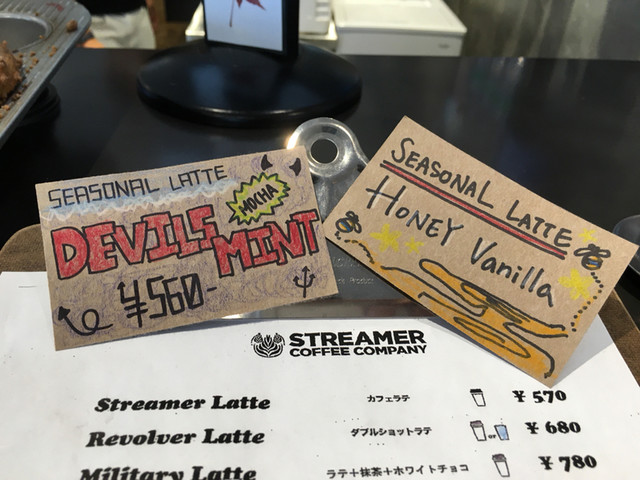 SEASONAL LATTE
MOCHA
DEVILS
MINT
¥560-
SEASONAL LATTE
HONEY Vanilla
STREAMER
COFFEE COMPANY
Streamer Latte カフェラテ ¥ 570
Revolver Latte ダブルショットラテ or ¥ 680
Military Latte ラテ+抹茶+ホワイトチョコ ¥ 780